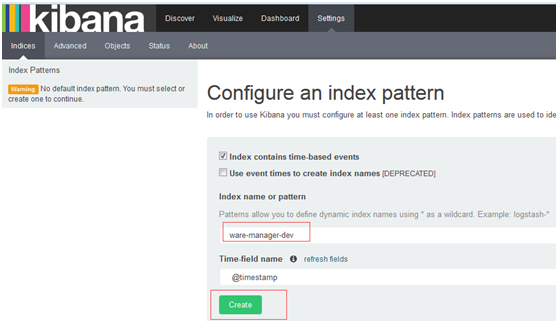 kibana
Discover Visualize Dashboard Settings
Indices Advanced Objects Status About
Index Patterns
Warning No default index pattern. You must select or
create one to continue.
Configure an index pattern
In order to use Kibana you must configure at least one index pattern. Index patterns are used to ide
Index contains time-based events
Use event times to create index names [DEPRECATED]
Index name or pattern
Patterns allow you to define dynamic index names using * as a wildcard. Example: logstash-*
ware-manager-dev
Time-field name refresh fields
@timestamp
Create